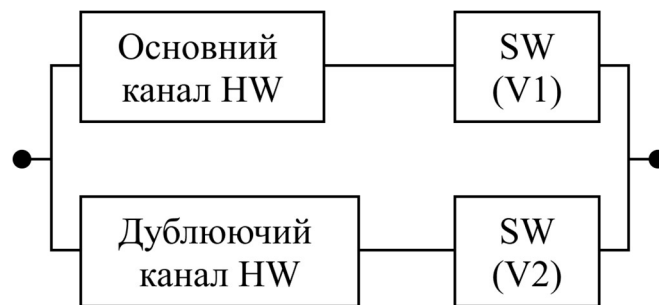 Основний
канал HW
SW
(V1)
Дублюючий
канал HW
SW
(V2)